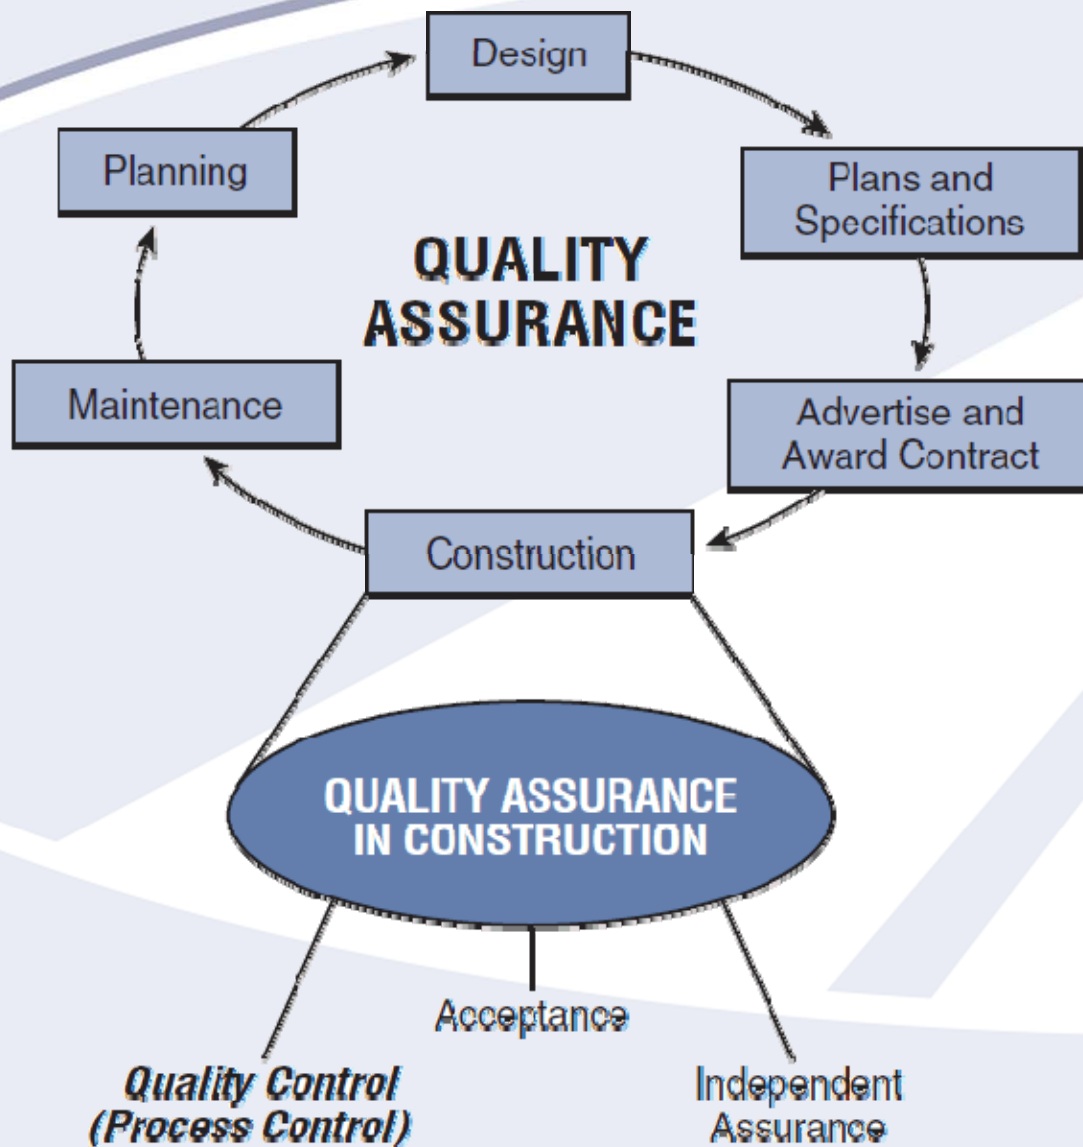 Design
Planning
Plans and
Specifications
QUALITY
ASSURANCE
Maintenance
Advertise and
Award Contract
Construction
QUALITY ASSURANCE
IN CONSTRUCTION
Acceptance
Quality Control
(Process Control)
Independent
Assurance